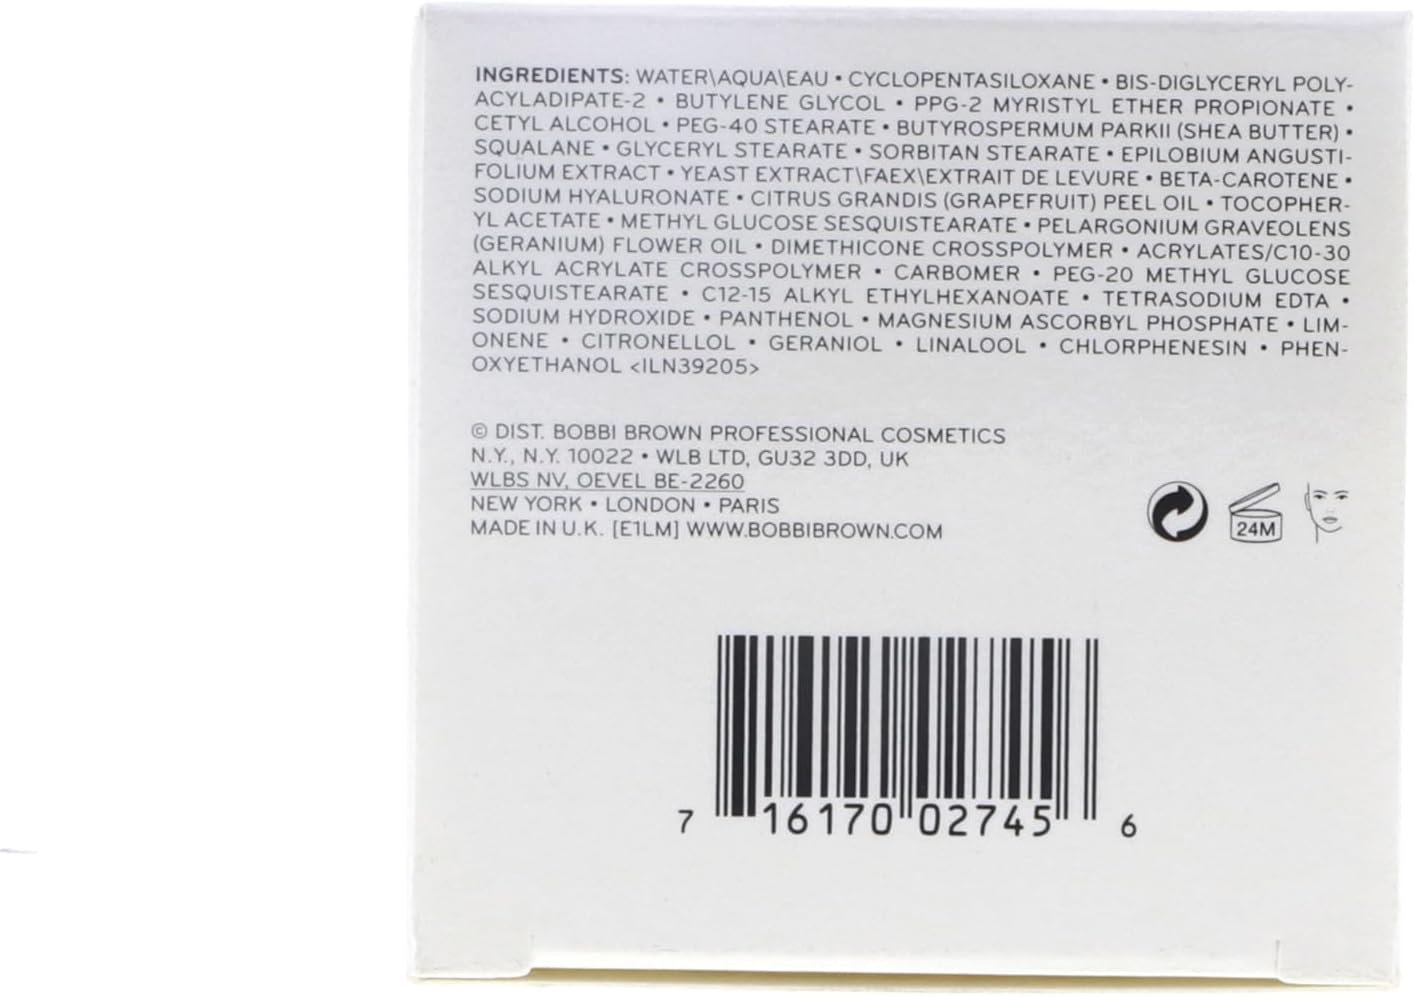 INGREDIENTS: WATER\AQUA\EAU • CYCLOPENTASILOXANE • BIS-DIGLYCERYL POLY-
ACYLADIPATE-2 • BUTYLENE GLYCOL • PPG-2 MYRISTYL ETHER PROPIONATE •
CETYL ALCOHOL • PEG-40 STEARATE • BUTYROSPERMUM PARKII (SHEA BUTTER) •
SQUALANE • GLYCERYL STEARATE • SORBITAN STEARATE • EPILOBIUM ANGUSTI-
FOLIUM EXTRACT • YEAST EXTRACT\FAEX\EXTRAIT DE LEVURE • BETA-CAROTENE •
SODIUM HYALURONATE • CITRUS GRANDIS (GRAPEFRUIT) PEEL OIL • TOCOPHER-
YL ACETATE • METHYL GLUCOSE SESQUISTEARATE • PELARGONIUM GRAVEOLENS
(GERANIUM) FLOWER OIL • DIMETHICONE CROSSPOLYMER • ACRYLATES/C10-30
ALKYL ACRYLATE CROSSPOLYMER • CARBOMER • PEG-20 METHYL GLUCOSE
SESQUISTEARATE • C12-15 ALKYL ETHYLHEXANOATE • TETRASODIUM EDTA •
SODIUM HYDROXIDE • PANTHENOL • MAGNESIUM ASCORBYL PHOSPHATE • LIM-
ONENE • CITRONELLOL • GERANIOL • LINALOOL • CHLORPHENESIN • PHEN-
OXYETHANOL <ILN39205>
© DIST. BOBBI BROWN PROFESSIONAL COSMETICS
N.Y., N.Y. 10022 • WLB LTD, GU32 3DD, UK
WLBS NV, OEVEL BE-2260
NEW YORK • LONDON • PARIS
MADE IN U.K. [E1LM] WWW.BOBBIBROWN.COM
24M
7 16170 02745 6